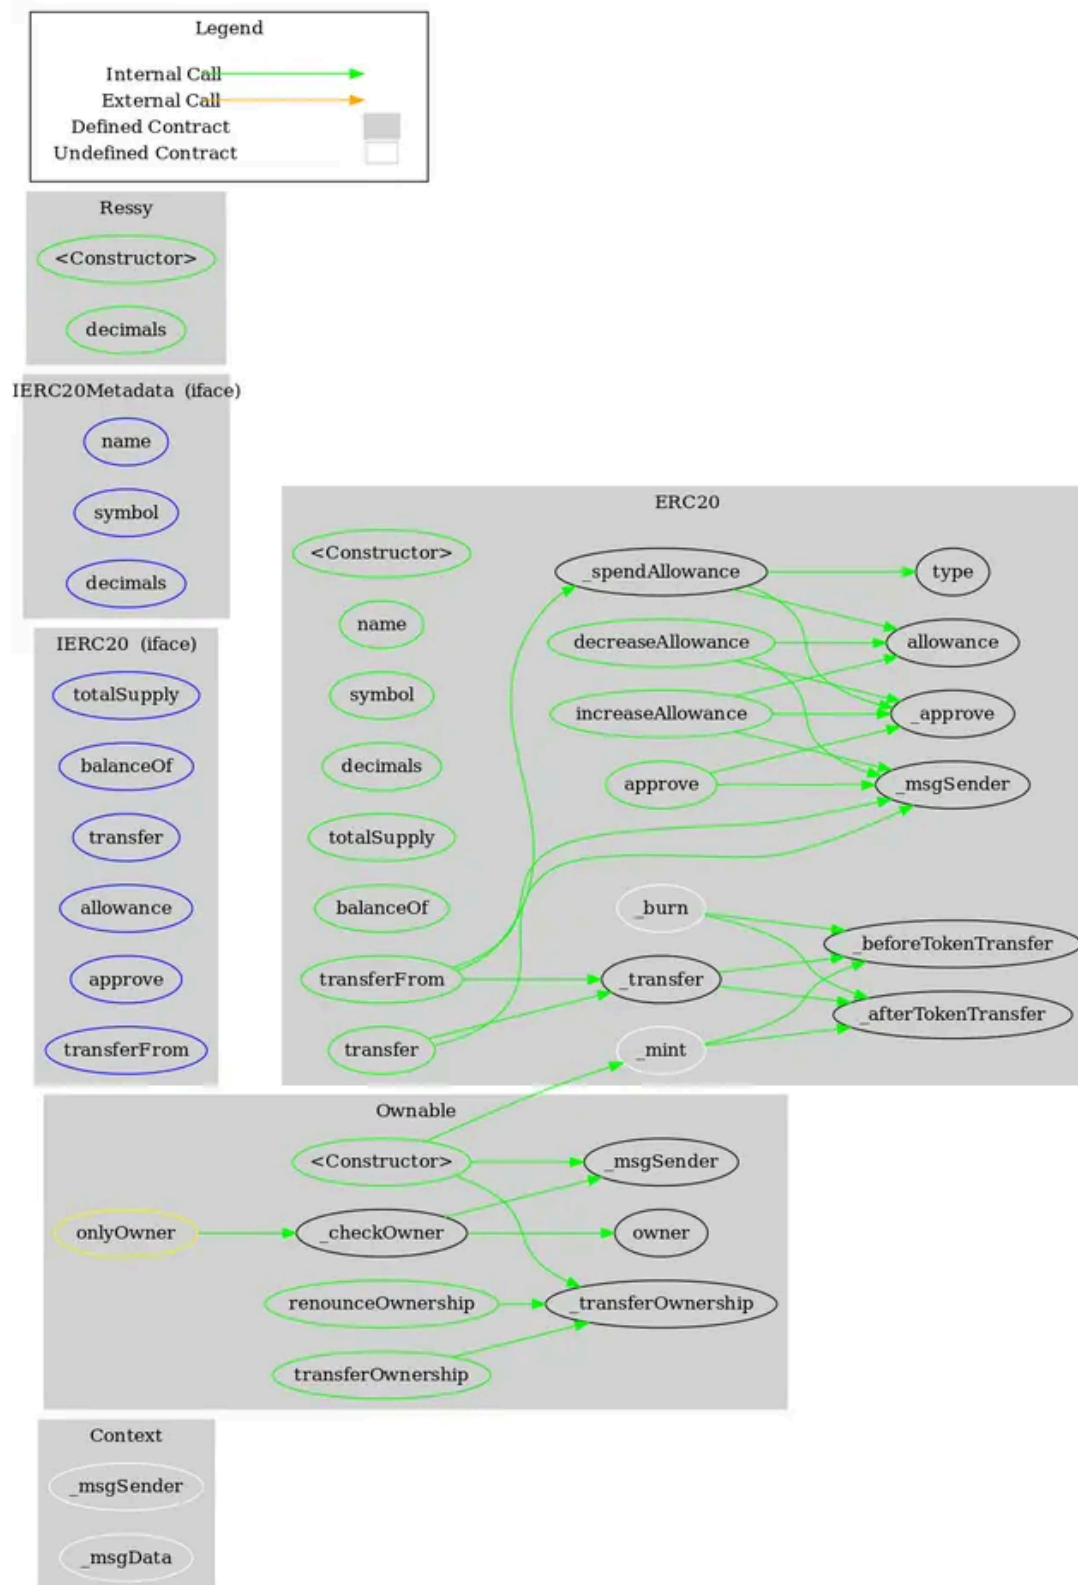 Legend
Internal Call
External Call
Defined Contract
Undefined Contract
Ressy
<Constructor>
decimals
IERC20Metadata (iface)
name
symbol
decimals
IERC20 (iface)
totalSupply
balanceOf
transfer
allowance
approve
transferFrom
ERC20
<Constructor>
name
symbol
decimals
totalSupply
balanceOf
transferFrom
transfer
_spendAllowance
decreaseAllowance
increaseAllowance
approve
_burn
_transfer
_mint
type
allowance
_approve
_msgSender
_beforeTokenTransfer
_afterTokenTransfer
Ownable
onlyOwner
<Constructor>
_checkOwner
renounceOwnership
transferOwnership
_msgSender
owner
_transferOwnership
Context
_msgSender
_msgData